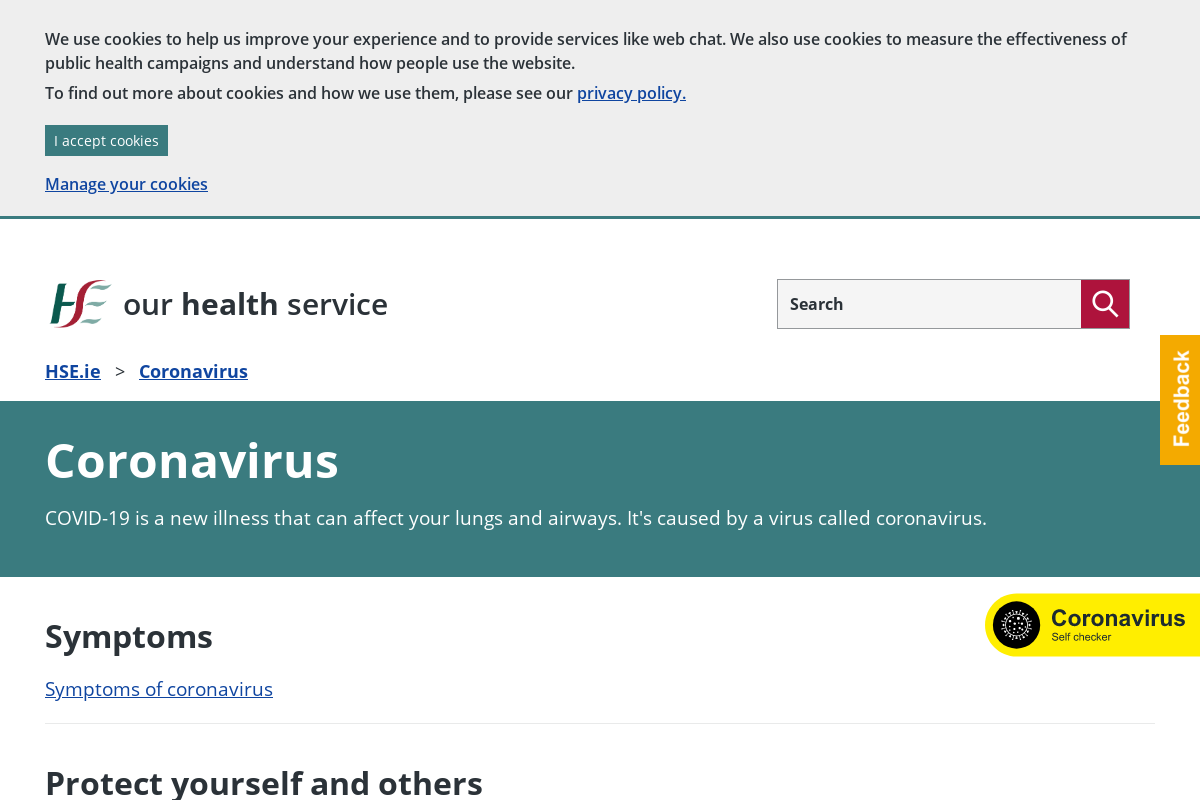 We use cookies to help us improve your experience and to provide services like web chat. We also use cookies to measure the effectiveness of
public health campaigns and understand how people use the website.
To find out more about cookies and how we use them, please see our privacy policy.
I accept cookies
Manage your cookies
HSE our health service
Search
HSE.ie > Coronavirus
Feedback
Coronavirus
COVID-19 is a new illness that can affect your lungs and airways. It's caused by a virus called coronavirus.
Coronavirus
Self checker
Symptoms
Symptoms of coronavirus
Protect yourself and others